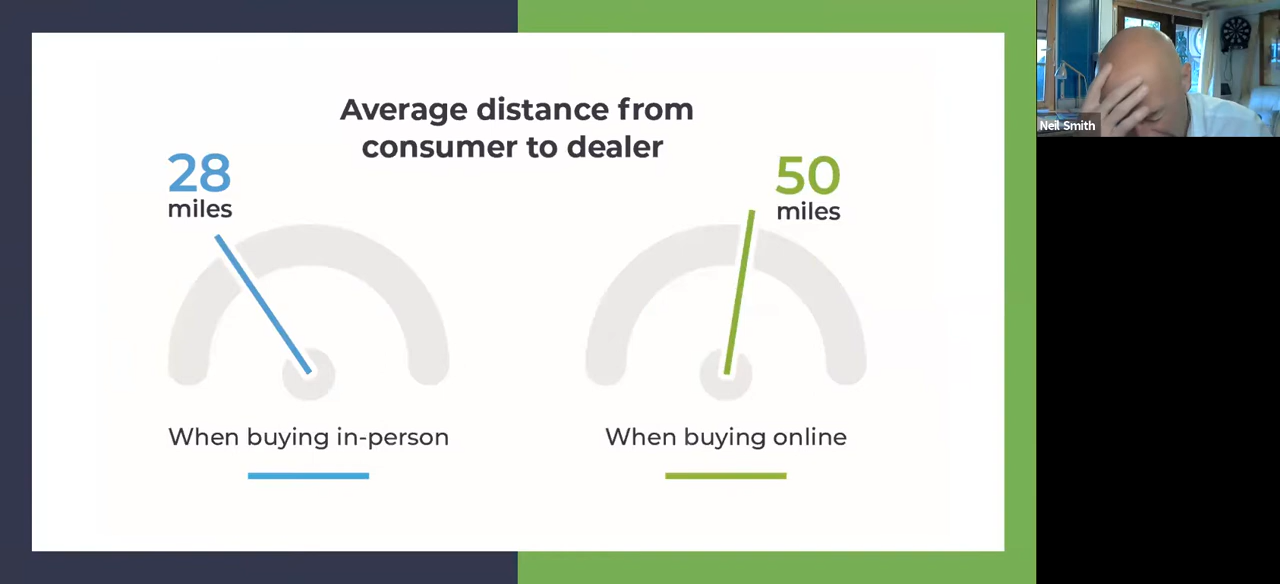 Average distance from
consumer to dealer
28
miles
50
miles
When buying in-person
When buying online
Neil Smith